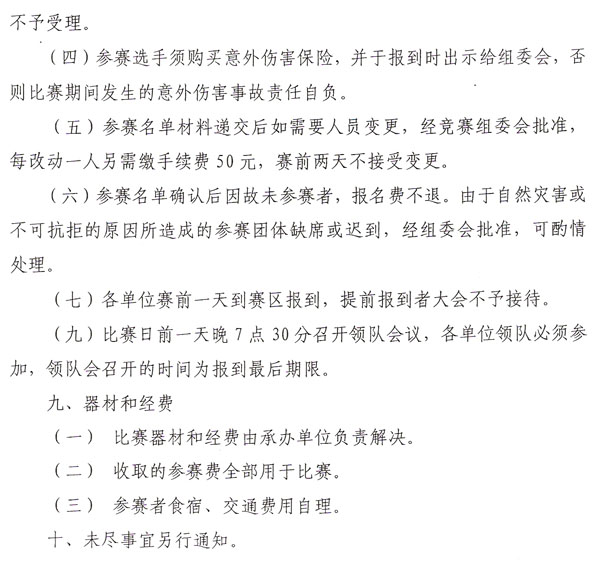 不予受理。
（四）参赛选手须购买意外伤害保险，并于报到时出示给组委会，否
则比赛期间发生的意外伤害事故责任自负。
（五）参赛名单材料递交后如需要人员变更，经竞赛组委会批准，
每改动一人另需缴手续费 50 元，赛前两天不接受变更。
（六）参赛名单确认后因故未参赛者，报名费不退。由于自然灾害或
不可抗拒的原因所造成的参赛团体缺席或迟到，经组委会批准，可酌情
处理。
（七）各单位赛前一天到赛区报到，提前报到者大会不予接待。
（九）比赛日前一天晚 7 点 30 分召开领队会议，各单位领队必须参
加，领队会召开的时间为报到最后期限。
九、器材和经费
（一） 比赛器材和经费由承办单位负责解决。
（二） 收取的参赛费全部用于比赛。
（三） 参赛者食宿、交通费用自理。
十、未尽事宜另行通知。